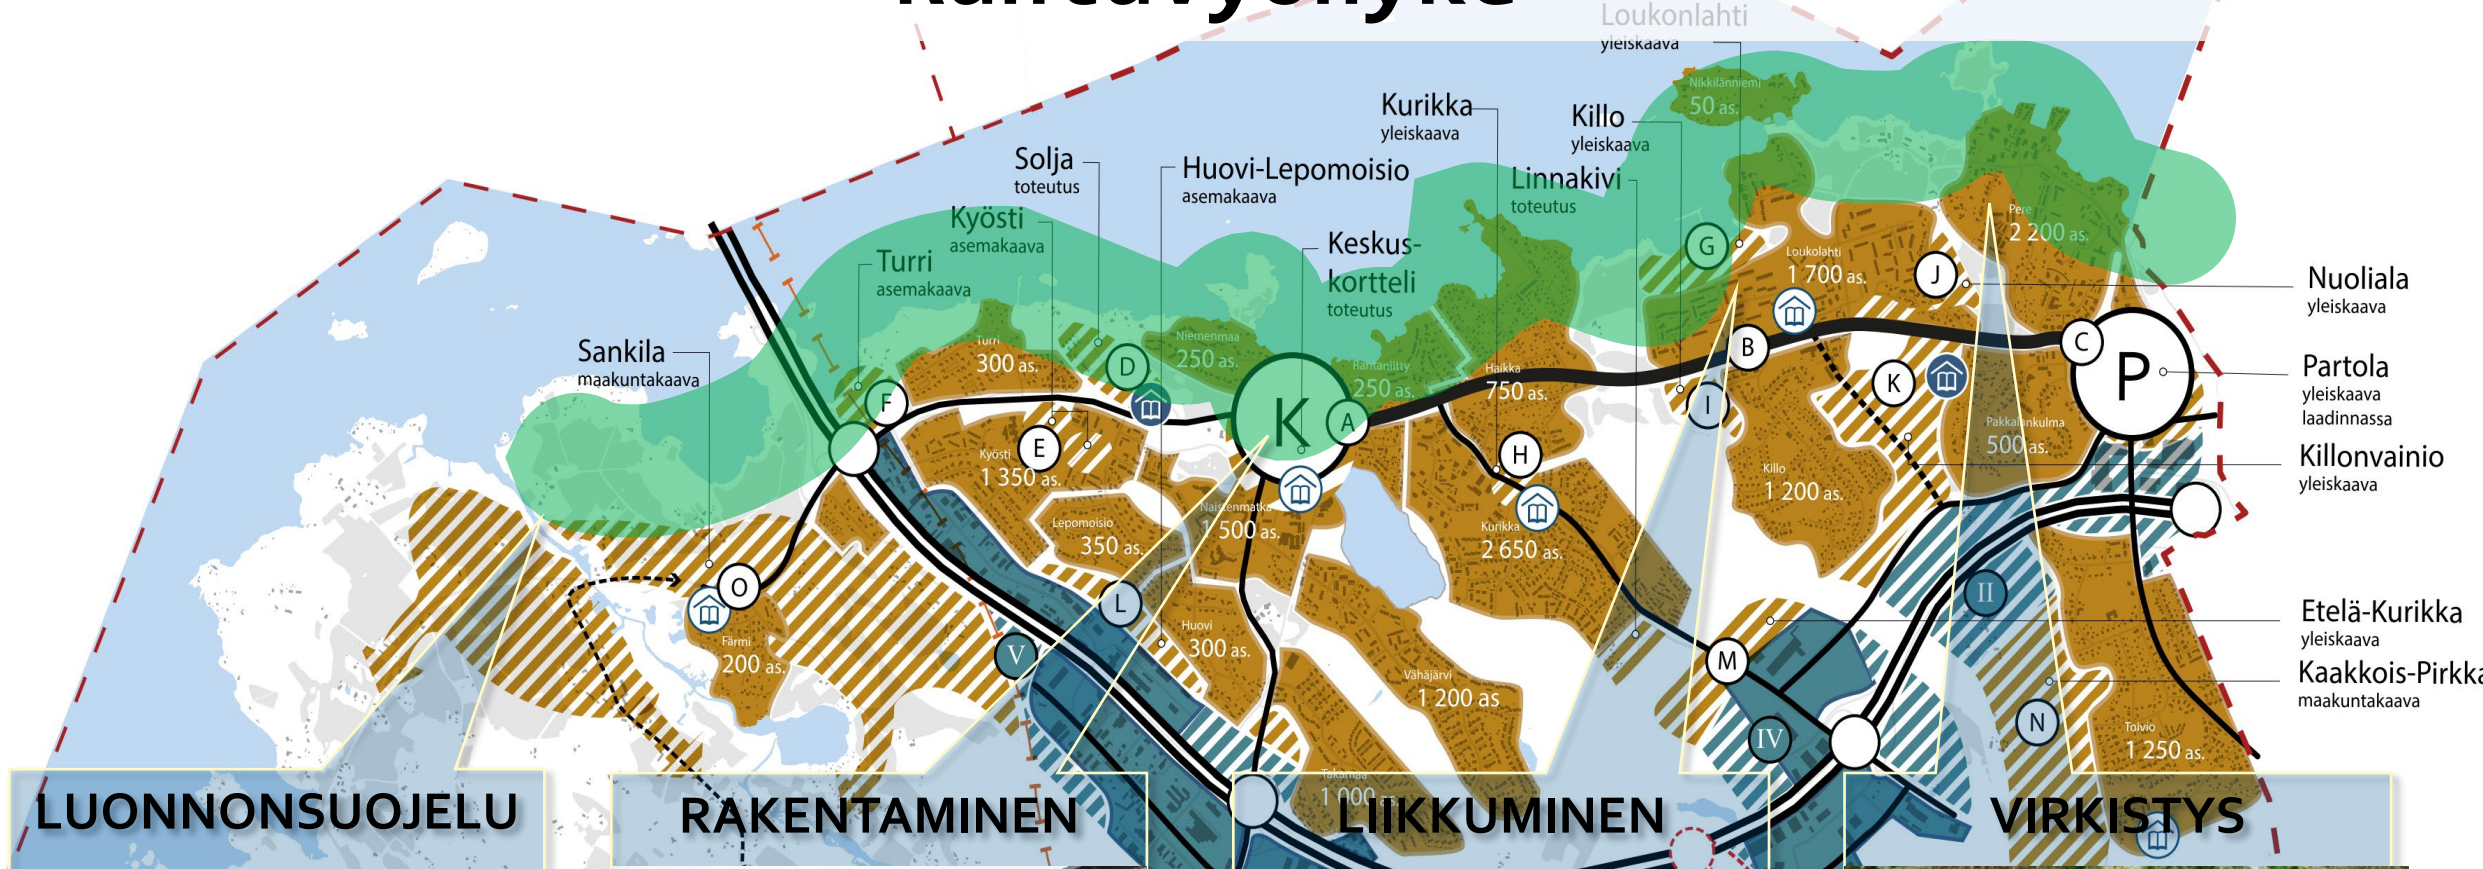 Rantavyöhyke
Loukonlahti
yleiskaava
Nikkilänniemi
50 as.
Kurikka
yleiskaava
Killo
yleiskaava
Solja
toteutus
Huovi-Lepomoisio
asemakaava
Linnakivi
toteutus
Kyösti
asemakaava
Keskus-
kortteli
toteutus
Turri
asemakaava
Pere
2 200 as.
G
Loukolahti
1 700 as.
J
Nuoliala
yleiskaava
Sankila
maakuntakaava
Turri
300 as.
Niemenmaa
250 as.
D
B
C
P
Partola
yleiskaava
laadinnassa
Rantaniitty
250 as.
Haikka
750 as.
K
F
K
A
I
Pakkalankulma
500 as.
E
Kyösti
1 350 as.
H
Killo
1 200 as.
Killonvainio
yleiskaava
Lepomoisio
350 as.
Naistenmatka
1 500 as.
Kurikka
2 650 as.
O
L
II
Färmi
200 as.
Huovi
300 as.
V
M
Etelä-Kurikka
yleiskaava
Vähäjärvi
1 200 as
N
IV
Kaakkois-Pirkka
maakuntakaava
Toivio
1 250 as.
Takamaa
1 000 as.
LUONNONSUOJELU
RAKENTAMINEN
LIIKKUMINEN
VIRKISTYS